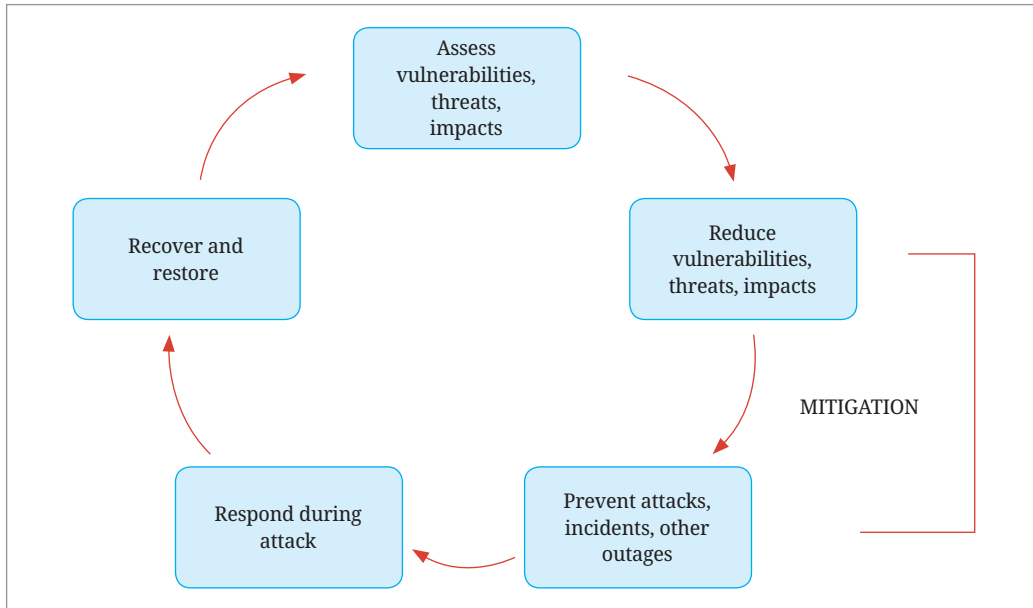 Assess
vulnerabilities,
threats,
impacts
Reduce
vulnerabilities,
threats, impacts
MITIGATION
Prevent attacks,
incidents, other
outages
Respond during
attack
Recover and
restore